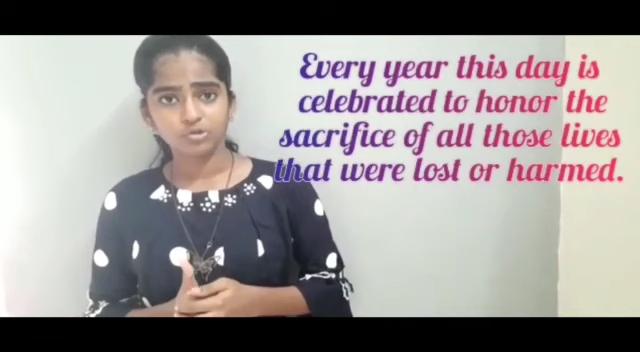 Every year this day is
celebrated to honor the
sacrifice of all those lives
that were lost or harmed.